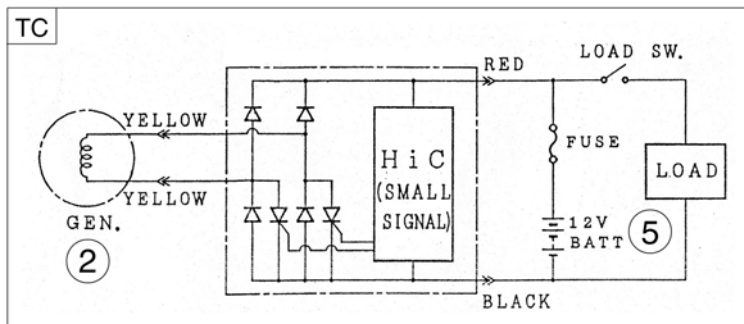 TC
RED
LOAD SW.
YELLOW
YELLOW
GEN.
2
HiC
(SMALL
SIGNAL)
FUSE
12V
BATT
5
LOAD
BLACK